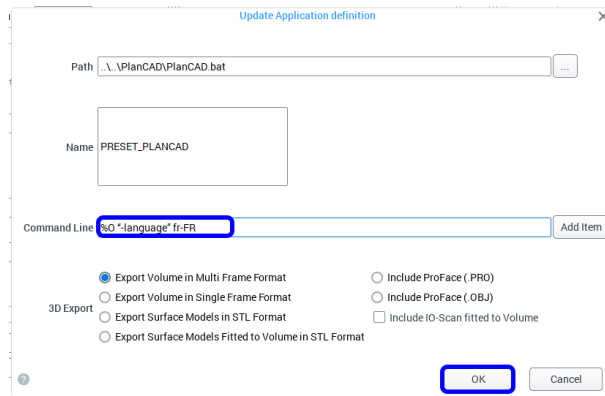 Update Application definition
Path ..\..\PlanCAD\PlanCAD.bat ...
Name PRESET_PLANCAD
Command Line %O “-language” fr-FR Add Item
3D Export
Export Volume in Multi Frame Format
Export Volume in Single Frame Format
Export Surface Models in STL Format
Export Surface Models Fitted to Volume in STL Format
Include ProFace (.PRO)
Include ProFace (.OBJ)
Include IO-Scan fitted to Volume
? OK Cancel